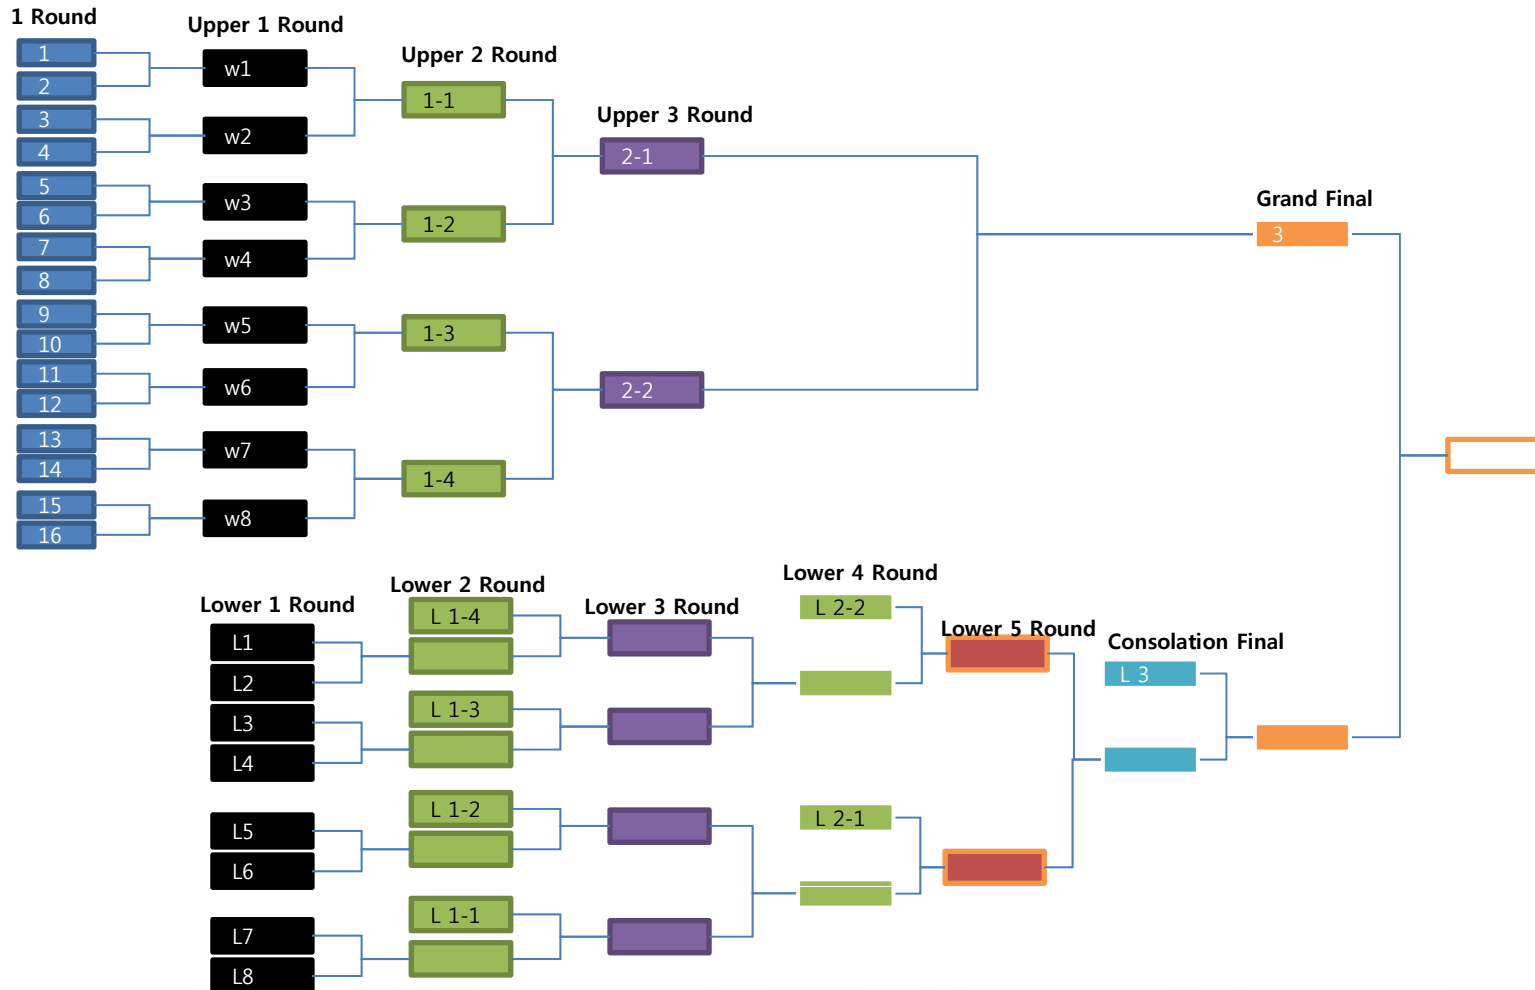 1 Round
1
2
3
4
5
6
7
8
9
10
11
12
13
14
15
16
Upper 1 Round
w1
w2
w3
w4
w5
w6
w7
w8
Upper 2 Round
1-1
1-2
1-3
1-4
Upper 3 Round
2-1
2-2
Grand Final
3
Lower 1 Round
L1
L2
L3
L4
L5
L6
L7
L8
Lower 2 Round
L 1-4
L 1-3
L 1-2
L 1-1
Lower 3 Round
Lower 4 Round
L 2-2
L 2-1
Lower 5 Round
Consolation Final
L 3